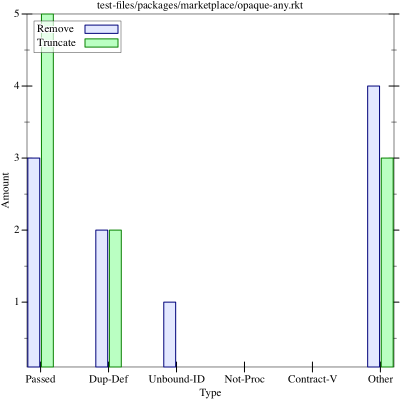 test-files/packages/marketplace/opaque-any.rkt
Remove
Truncate
5
4
3
2
1
Amount
Passed Dup-Def Unbound-ID Not-Proc Contract-V Other
Type